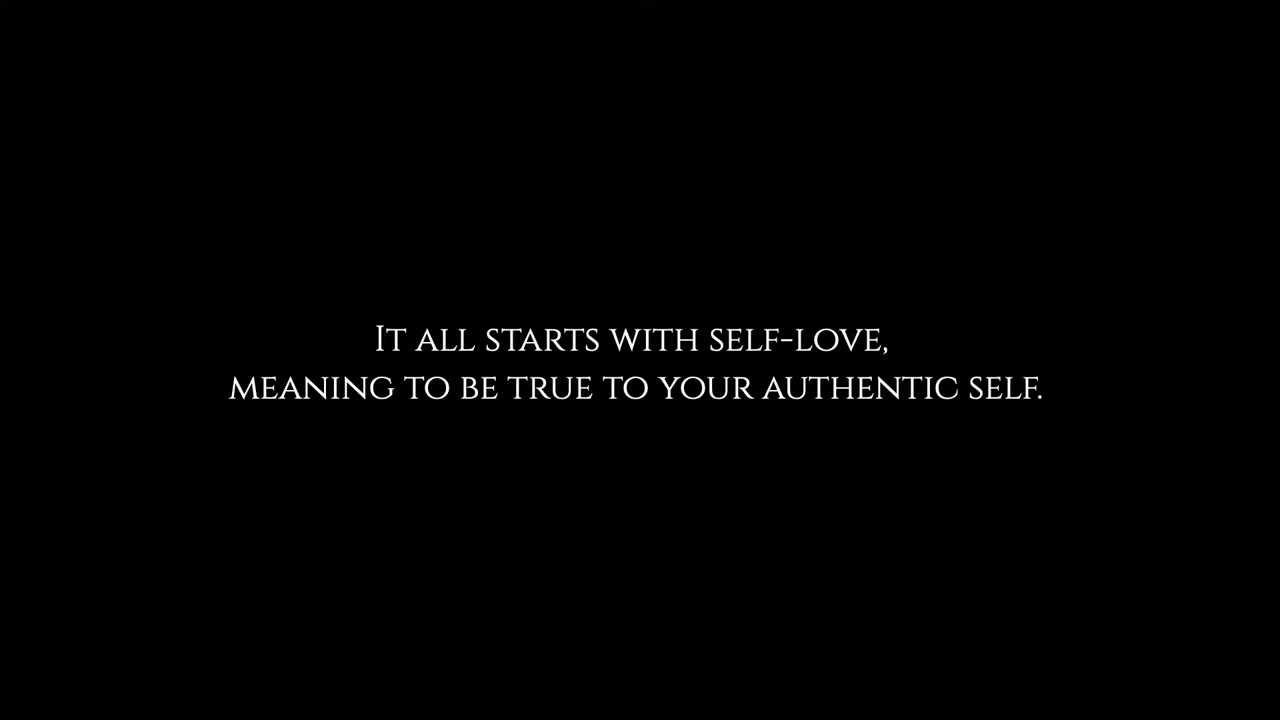 It all starts with self-love,
meaning to be true to your authentic self.